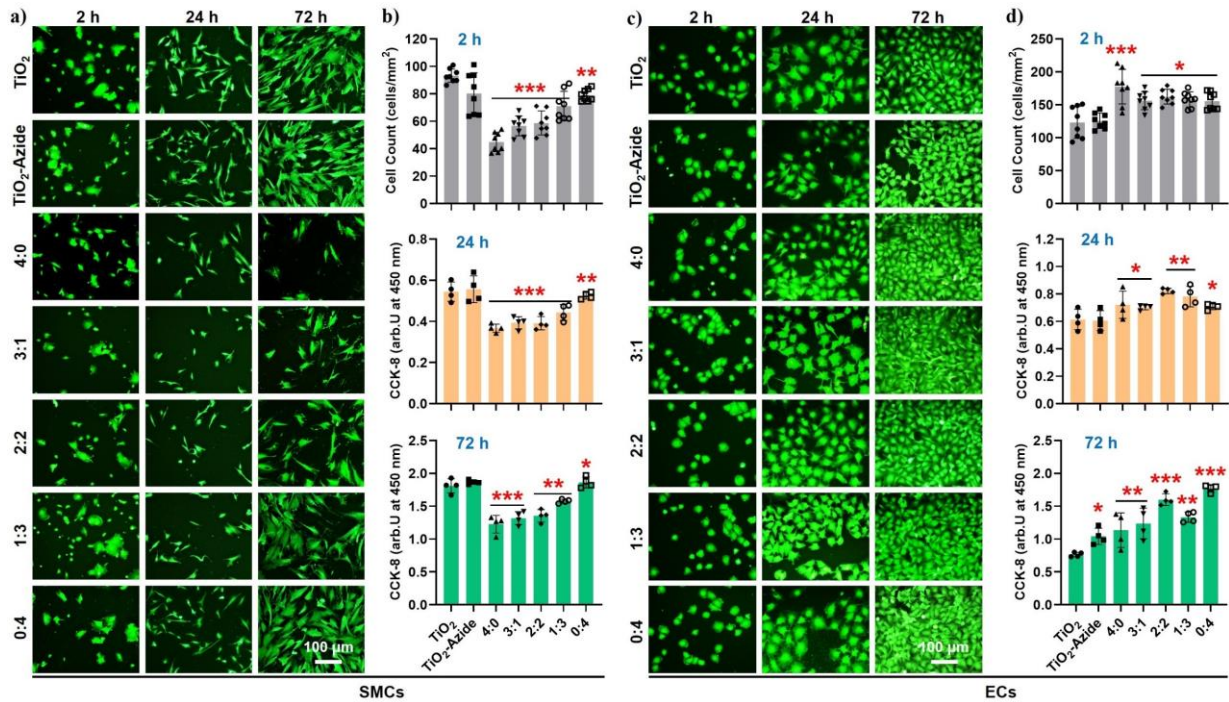 a)
2 h 24 h 72 h
TiO2
TiO2-Azide
4:0
3:1
2:2
1:3
0:4
100 μm
b)
2 h
Cell Count (cells/mm2)
120
100
80
60
40
20
0
***
**
24 h
CCK-8 (arb.U at 450 nm)
0.8
0.6
0.4
0.2
0.0
***
**
72 h
CCK-8 (arb.U at 450 nm)
2.5
2.0
1.5
1.0
0.5
0.0
***
**
*
TiO2
TiO2-Azide
4:0
3:1
2:2
1:3
0:4
SMCs
c)
2 h 24 h 72 h
TiO2
TiO2-Azide
4:0
3:1
2:2
1:3
0:4
100 μm
d)
2 h
Cell Count (cells/mm2)
250
200
150
100
50
0
***
*
24 h
CCK-8 (arb.U at 450 nm)
1.2
1.0
0.8
0.6
0.4
0.2
0.0
*
**
*
72 h
CCK-8 (arb.U at 450 nm)
2.5
2.0
1.5
1.0
0.5
0.0
*
**
***
**
***
TiO2
TiO2-Azide
4:0
3:1
2:2
1:3
0:4
ECs